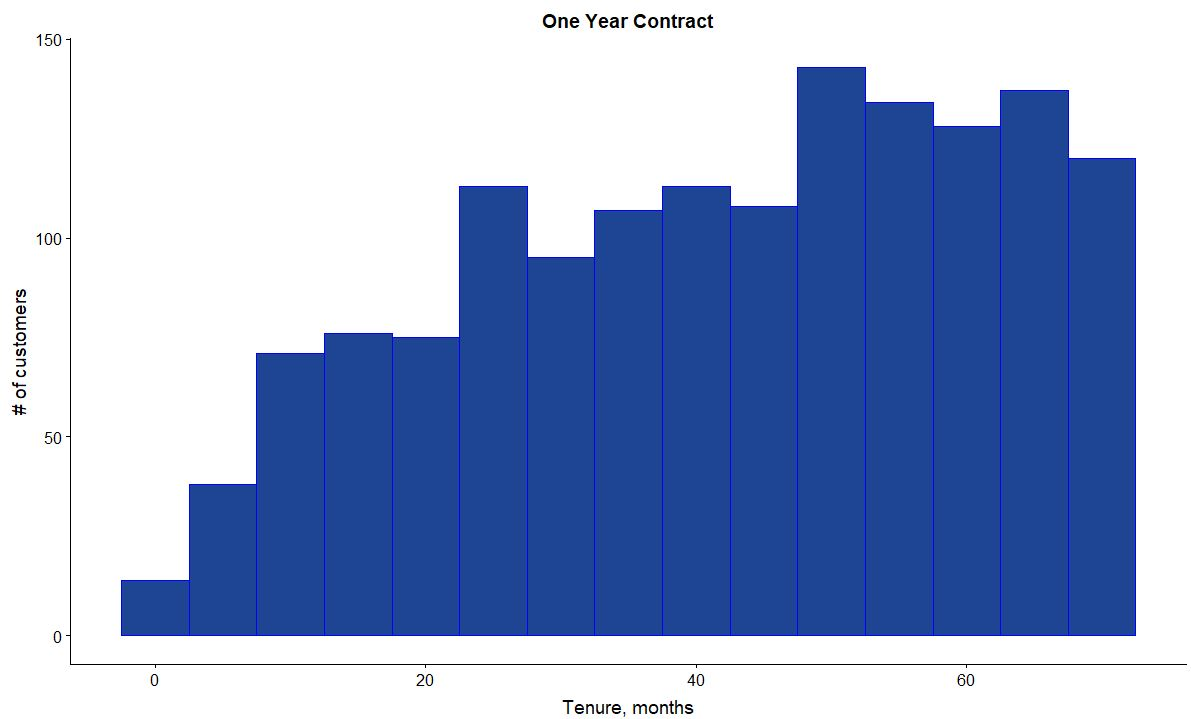 One Year Contract
150
100
50
0
# of customers
0 20 40 60
Tenure, months